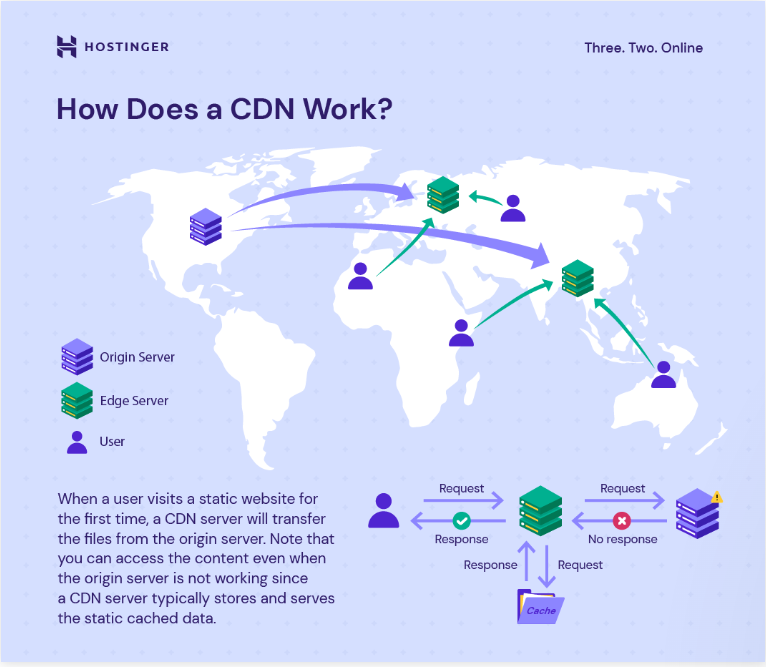 HOSTINGER
Three. Two. Online
How Does a CDN Work?
Origin Server
Edge Server
User
When a user visits a static website for
the first time, a CDN server will transfer
the files from the origin server. Note that
you can access the content even when
the origin server is not working since
a CDN server typically stores and serves
the static cached data.
Request
Request
Response
No response
Response
Request
Cache